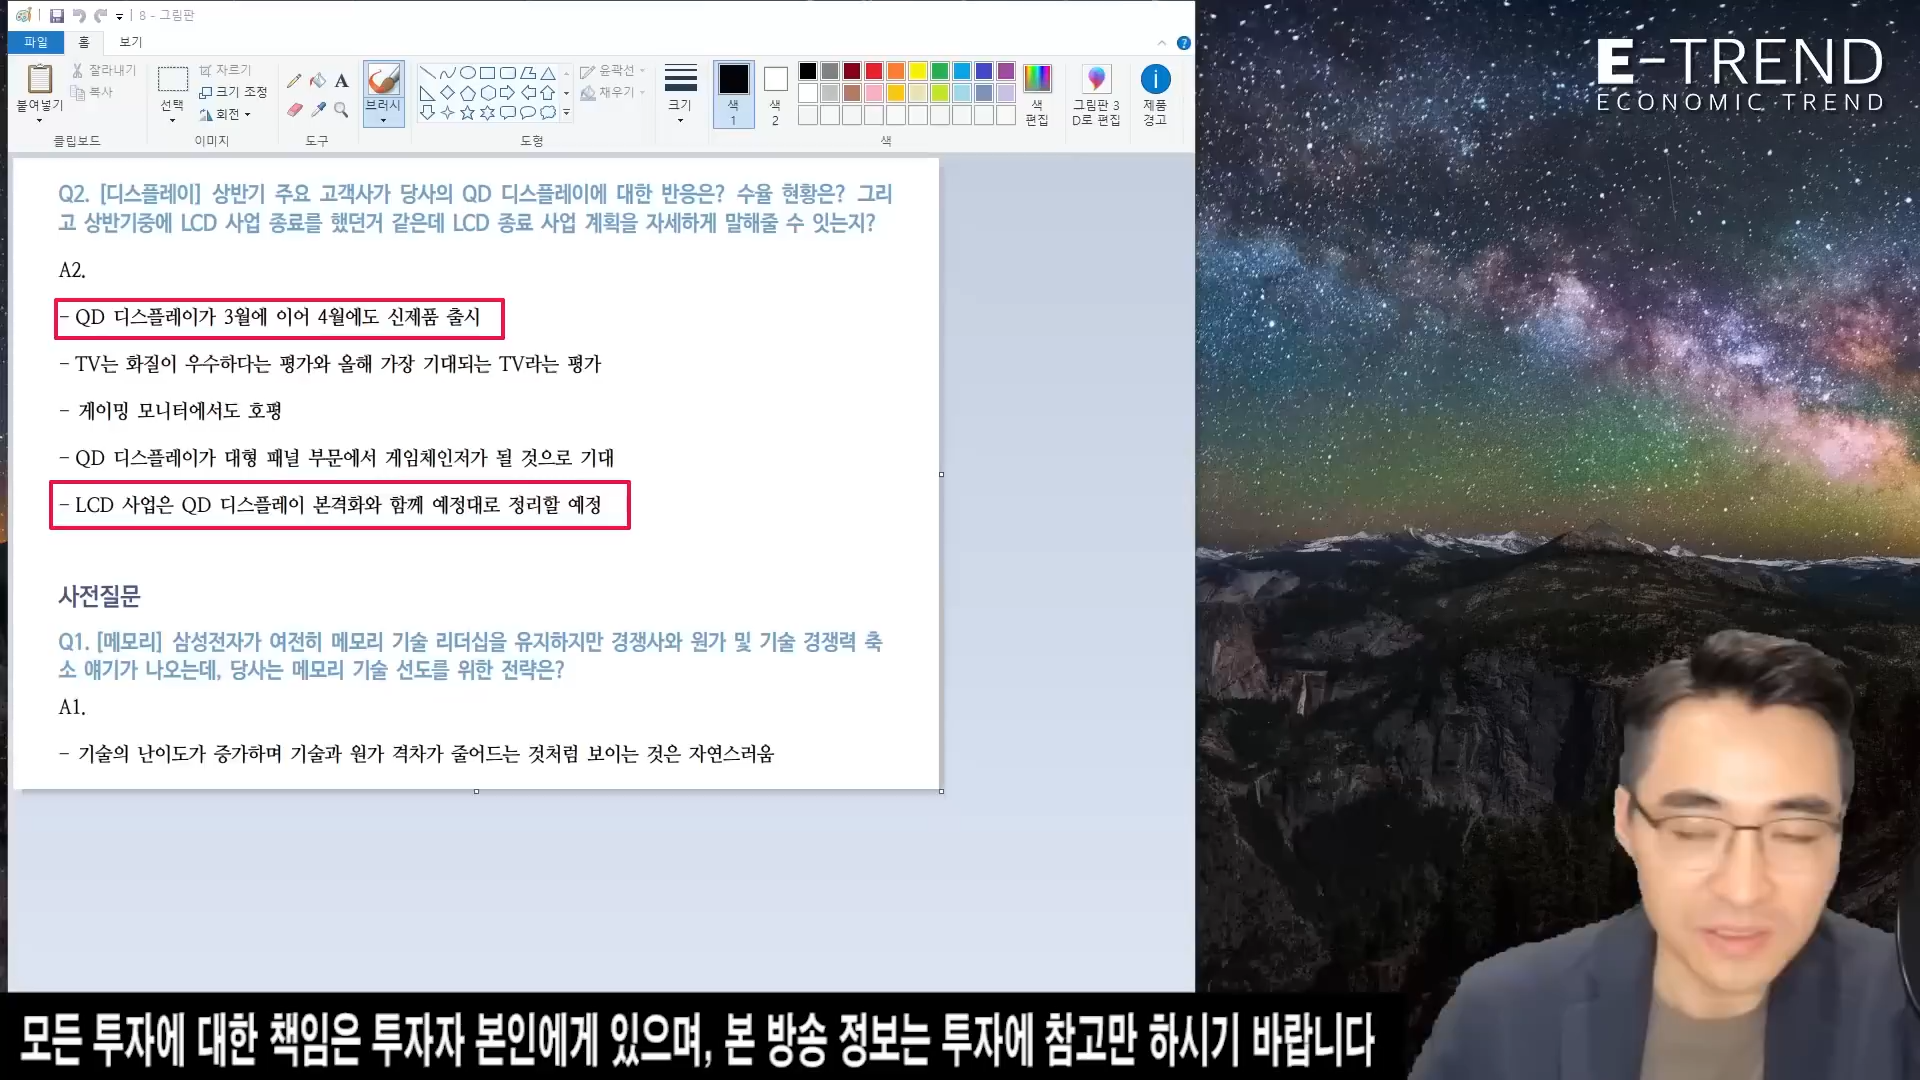 8 - 그림판
E-TREND
ECONOMIC TREND
파일 홈 보기
붙여넣기
잘라내기
복사
클립보드
선택
자르기
크기 조정
회전
이미지
A
도구
브러시
윤곽선
채우기
도형
크기
색
1
색
2
색
편집
색
그림판 3
D로 편집
제품
경고
Q2. [디스플레이] 상반기 주요 고객사가 당사의 QD 디스플레이에 대한 반응은? 수율 현황은? 그리
고 상반기중에 LCD 사업 종료를 했던거 같은데 LCD 종료 사업 계획을 자세하게 말해줄 수 잇는지?
A2.
- QD 디스플레이가 3월에 이어 4월에도 신제품 출시
- TV는 화질이 우수하다는 평가와 올해 가장 기대되는 TV라는 평가
- 게이밍 모니터에서도 호평
- QD 디스플레이가 대형 패널 부문에서 게임체인저가 될 것으로 기대
- LCD 사업은 QD 디스플레이 본격화와 함께 예정대로 정리할 예정
사전질문
Q1. [메모리] 삼성전자가 여전히 메모리 기술 리더십을 유지하지만 경쟁사와 원가 및 기술 경쟁력 축
소 얘기가 나오는데, 당사는 메모리 기술 선도를 위한 전략은?
A1.
- 기술의 난이도가 증가하며 기술과 원가 격차가 줄어드는 것처럼 보이는 것은 자연스러움
모든 투자에 대한 책임은 투자자 본인에게 있으며, 본 방송 정보는 투자에 참고만 하시기 바랍니다